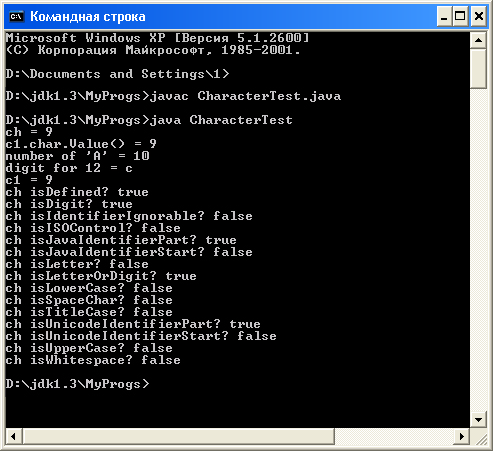 Командная строка
Microsoft Windows XP [Версия 5.1.2600]
(С) Корпорация Майкрософт, 1985-2001.
D:\Documents and Settings\1>
D:\jdk1.3\MyProgs>javac CharacterTest.java
D:\jdk1.3\MyProgs>java CharacterTest
ch = 9
c1.char.Value() = 9
number of 'A' = 10
digit for 12 = c
c1 = 9
ch isDefined? true
ch isDigit? true
ch isIdentifierIgnorable? false
ch isISOControl? false
ch isJavaIdentifierPart? true
ch isJavaIdentifierStart? false
ch isLetter? false
ch isLetterOrDigit? true
ch isLowerCase? false
ch isSpaceChar? false
ch isTitleCase? false
ch isUnicodeIdentifierPart? true
ch isUnicodeIdentifierStart? false
ch isUpperCase? false
ch isWhitespace? false
D:\jdk1.3\MyProgs>